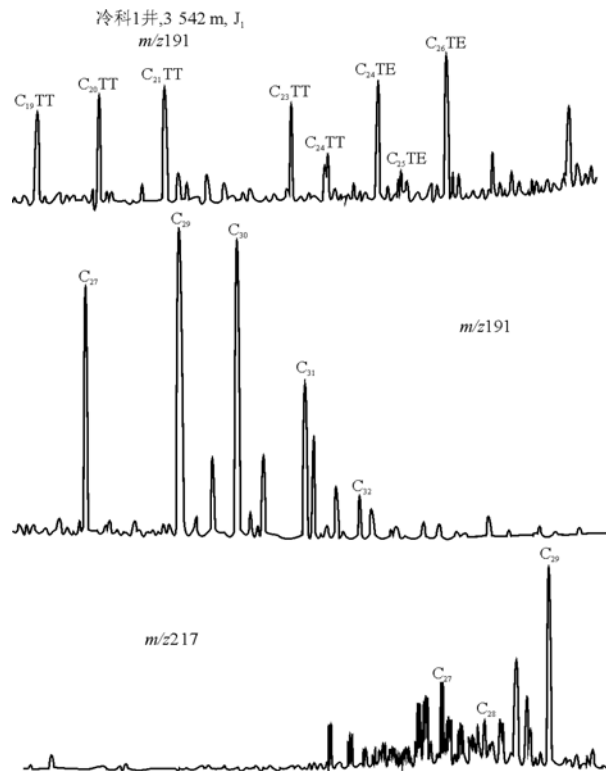 冷科1井,3 542 m, J₁
m/z191
C₁₉TT
C₂₀TT
C₂₁TT
C₂₃TT
C₂₄TT
C₂₄TE
C₂₅TE
C₂₆TE
C₂₇
C₂₉
C₃₀
C₃₁
C₃₂
m/z191
m/z217
C₂₇
C₂₈
C₂₉